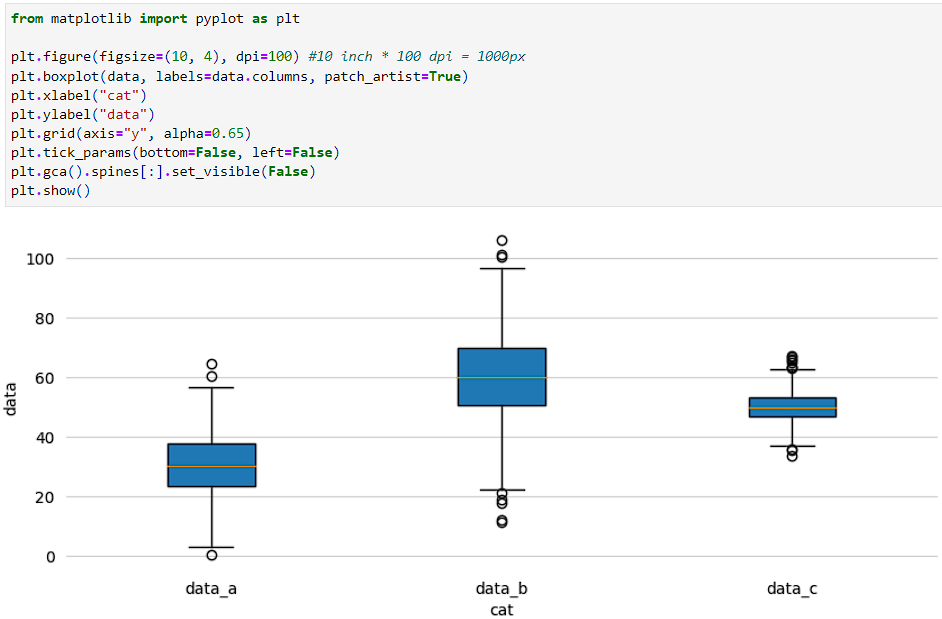 from matplotlib import pyplot as plt
plt.figure(figsize=(10, 4), dpi=100) #10 inch * 100 dpi = 1000px
plt.boxplot(data, labels=data.columns, patch_artist=True)
plt.xlabel("cat")
plt.ylabel("data")
plt.grid(axis="y", alpha=0.65)
plt.tick_params(bottom=False, left=False)
plt.gca().spines[:].set_visible(False)
plt.show()
100
80
60
40
20
0
data
data_a
data_b
data_c
cat